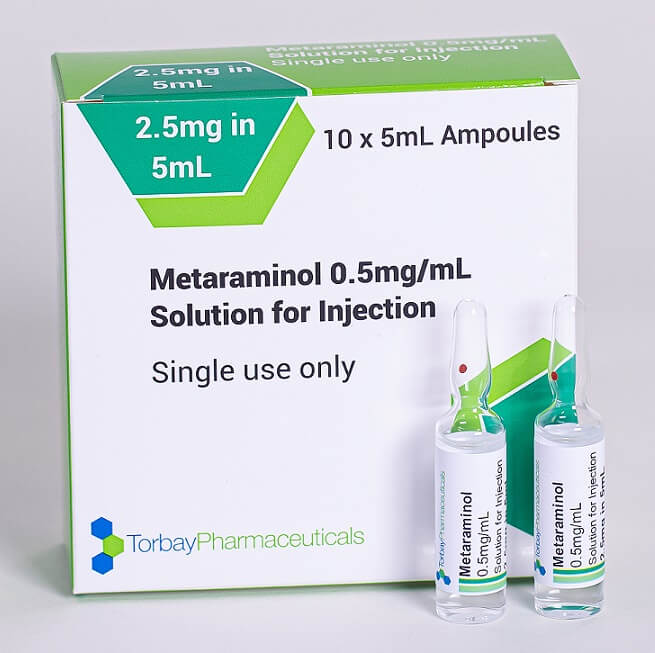 Metaraminol 0.5mg/mL
Solution for Injection
Single use only
2.5mg in
5mL
2.5mg in
5mL
10 x 5mL Ampoules
Metaraminol 0.5mg/mL
Solution for Injection
Single use only
TorbayPharmaceuticals
TorbayPharmaceuticals
Metaraminol
0.5mg/mL
Solution for Injection
TorbayPharmaceuticals
Metaraminol
0.5mg/mL
Solution for Injection
2.5mg in 5mL